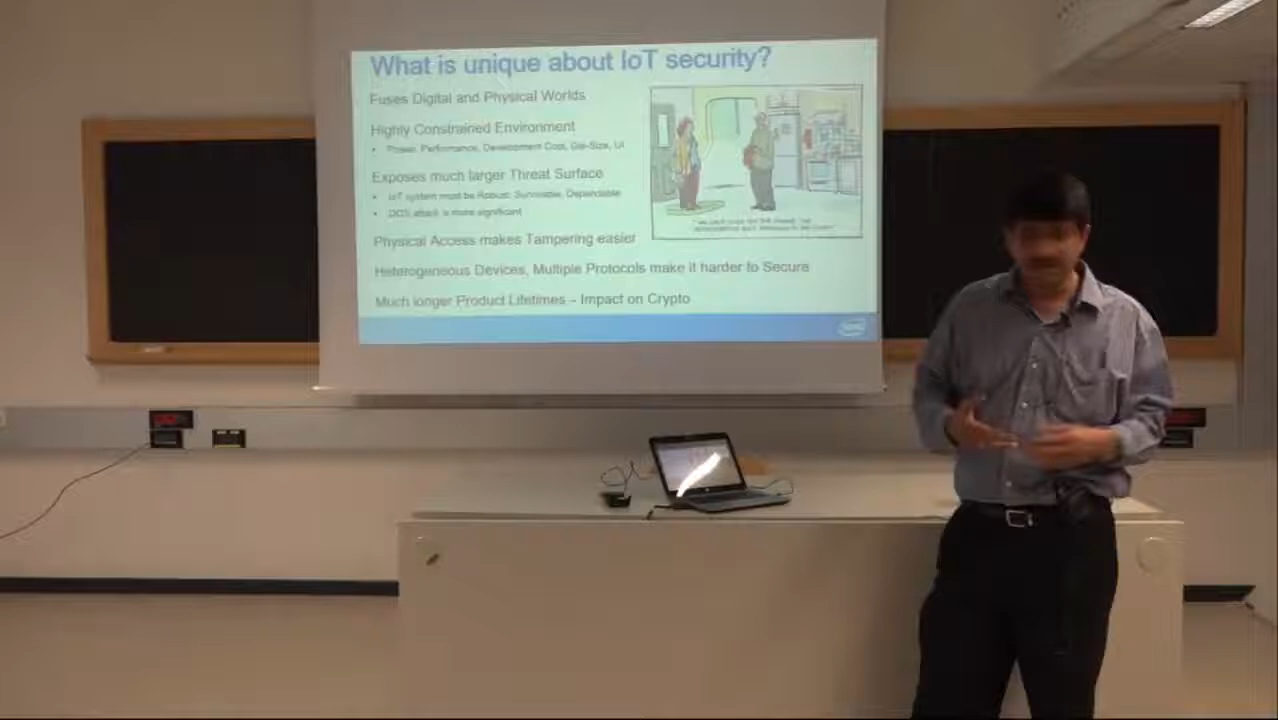 What is unique about IoT security?
Fuses Digital and Physical Worlds
Highly Constrained Environment
• Power, Performance, Development Cost, Die-Size, UI
Exposes much larger Threat Surface
• IoT system must be Robust, Survivable, Dependable
• DOS attack is more significant
Physical Access makes Tampering easier
Heterogeneous Devices, Multiple Protocols make it harder to Secure
Much longer Product Lifetimes – Impact on Crypto
intel